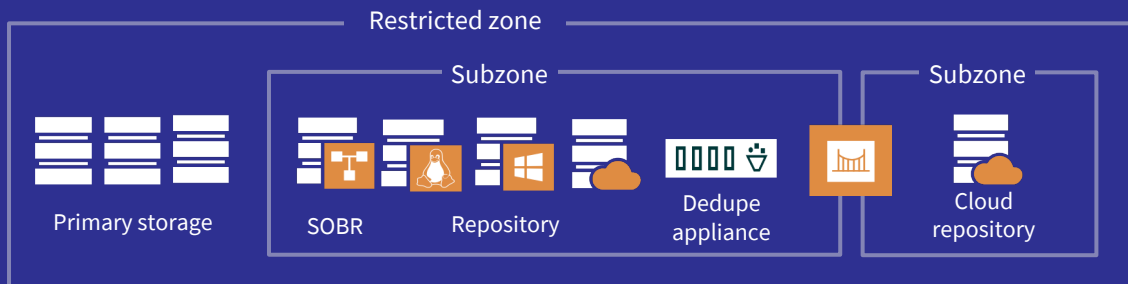 Restricted zone
Subzone
Subzone
Primary storage
SOBR
Repository
Dedupe
appliance
Cloud
repository